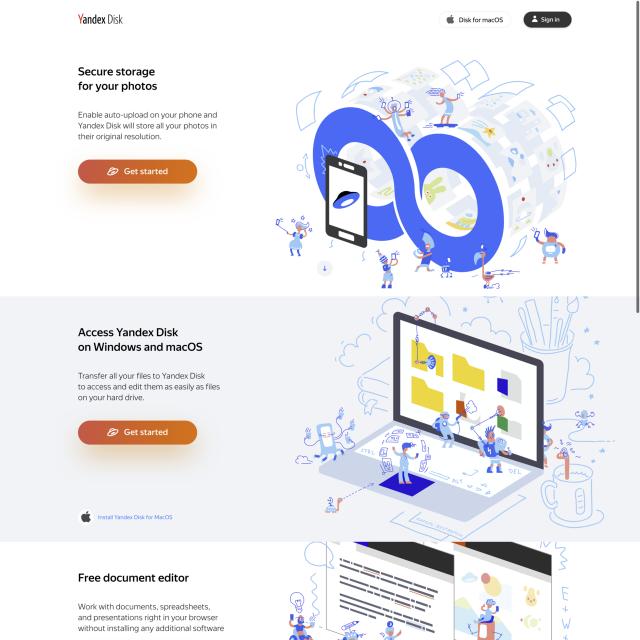 Yandex Disk
Disk for macOS
Sign in
Secure storage
for your photos
Enable auto-upload on your phone and
Yandex Disk will store all your photos in
their original resolution.
Get started
Access Yandex Disk
on Windows and macOS
Transfer all your files to Yandex Disk
to access and edit them as easily as files
on your hard drive.
Get started
DEL
Install Yandex Disk for MacOS
Free document editor
Work with documents, spreadsheets,
and presentations right in your browser
without installing any additional software
E + W